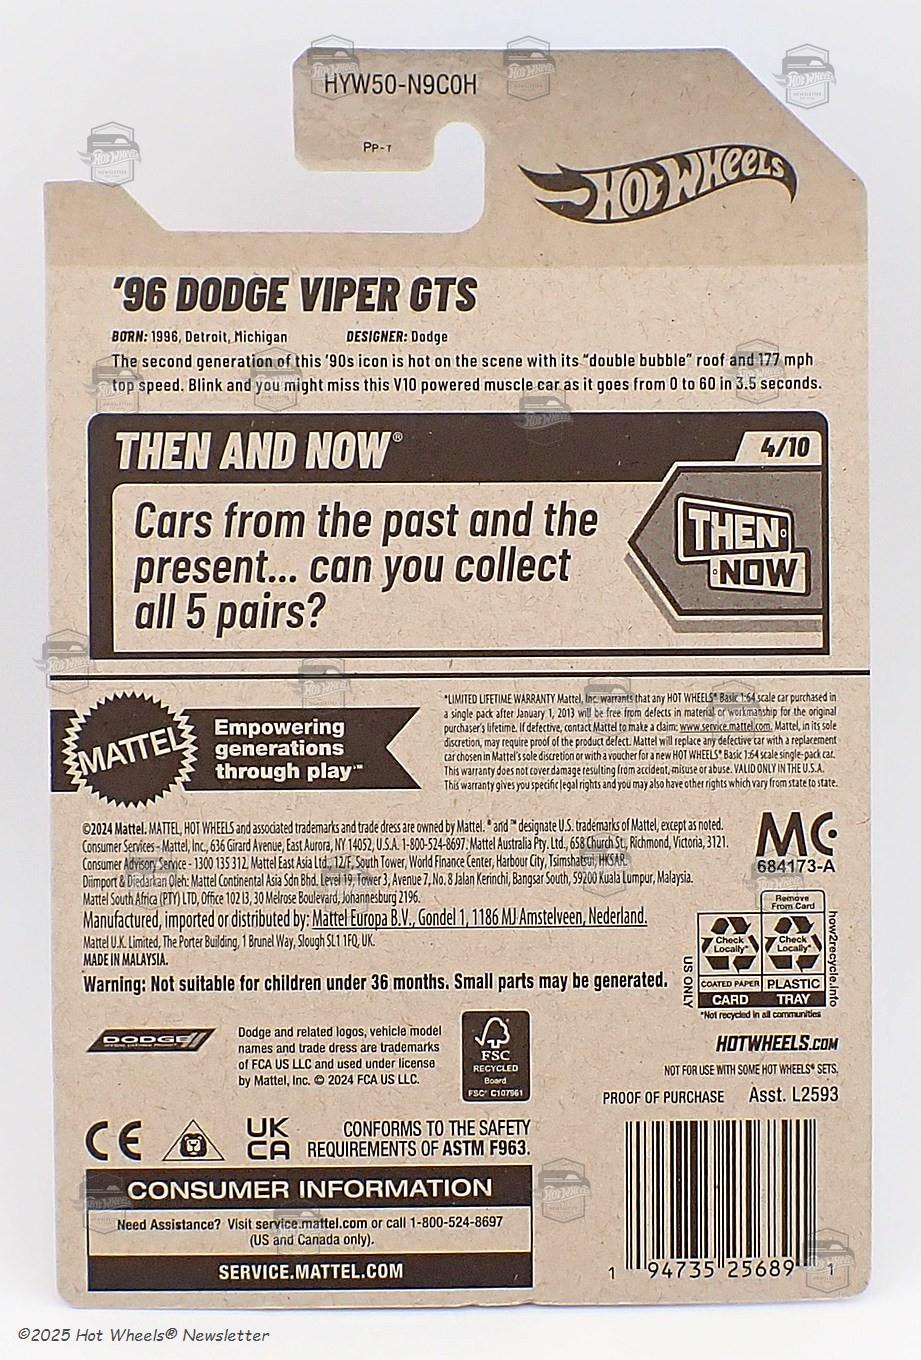 HYW50-N9C0H
PP-T
HOT WHEELS
'96 DODGE VIPER GTS
BORN: 1996, Detroit, Michigan DESIGNER: Dodge
The second generation of this '90s icon is hot on the scene with its "double bubble" roof and 177 mph
top speed. Blink and you might miss this V10 powered muscle car as it goes from 0 to 60 in 3.5 seconds.
THEN AND NOW®
4/10
Cars from the past and the
present... can you collect
all 5 pairs?
THEN
NOW
MATTEL
Empowering
generations
through play™
*LIMITED LIFETIME WARRANTY Mattel, Inc. warrants that any HOT WHEELS® Basic 1:64 scale car purchased in
a single pack after January 1, 2013 will be free from defects in material or workmanship for the original
purchaser's lifetime. If defective, contact Mattel to make a claim; www.service.mattel.com. Mattel, in its sole
discretion, may require proof of the product defect. Mattel will replace any defective car with a replacement
car chosen in Mattel's sole discretion or with a voucher for a new HOT WHEELS® Basic 1:64 scale single-pack car.
This warranty does not cover damage resulting from accident, misuse or abuse. VALID ONLY IN THE U.S.A.
This warranty gives you specific legal rights and you may also have other rights which vary from state to state.
©2024 Mattel. MATTEL, HOT WHEELS and associated trademarks and trade dress are owned by Mattel. ® and ™ designate U.S. trademarks of Mattel, except as noted.
Consumer Services - Mattel, Inc., 636 Girard Avenue, East Aurora, NY 14052, U.S.A. 1-800-524-8697. Mattel Australia Pty. Ltd., 658 Church St., Richmond, Victoria, 3121.
Consumer Advisory Service - 1300 135 312. Mattel East Asia Ltd., 12/F, South Tower, World Finance Center, Harbour City, Tsimshatsui, HKSAR.
Diimport & Diedarkan Oleh: Mattel Continental Asia Sdn Bhd. Level 19, Tower 3, Avenue 7, No. 8 Jalan Kerinchi, Bangsar South, 59200 Kuala Lumpur, Malaysia.
Mattel South Africa (PTY) LTD, Office 102 I3, 30 Melrose Boulevard, Johannesburg 2196.
Manufactured, imported or distributed by: Mattel Europa B.V., Gondel 1, 1186 MJ Amstelveen, Nederland.
Mattel U.K. Limited, The Porter Building, 1 Brunel Way, Slough SL1 1FQ, UK.
MADE IN MALAYSIA.
Warning: Not suitable for children under 36 months. Small parts may be generated.
MC
684173-A
Remove
From Card
Check
Locally*
Check
Locally*
COATED PAPER
PLASTIC
CARD
TRAY
US ONLY
how2recycle.info
*Not recycled in all communities
DODGE
Dodge and related logos, vehicle model
names and trade dress are trademarks
of FCA US LLC and used under license
by Mattel, Inc. © 2024 FCA US LLC.
FSC
RECYCLED
Board
FSC® C107961
HOTWHEELS.COM
NOT FOR USE WITH SOME HOT WHEELS® SETS.
PROOF OF PURCHASE Asst. L2593
CE
UK
CA
CONFORMS TO THE SAFETY
REQUIREMENTS OF ASTM F963.
CONSUMER INFORMATION
Need Assistance? Visit service.mattel.com or call 1-800-524-8697
(US and Canada only).
SERVICE.MATTEL.COM
1 94735 25689 1
©2025 Hot Wheels® Newsletter